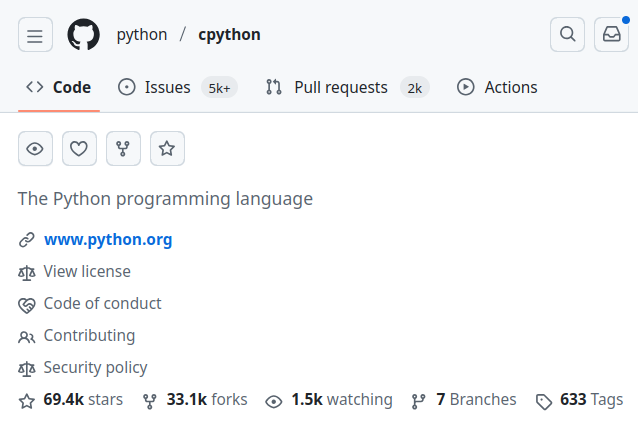 python / cpython
Code Issues 5k+ Pull requests 2k Actions
The Python programming language
www.python.org
View license
Code of conduct
Contributing
Security policy
69.4k stars 33.1k forks 1.5k watching 7 Branches 633 Tags